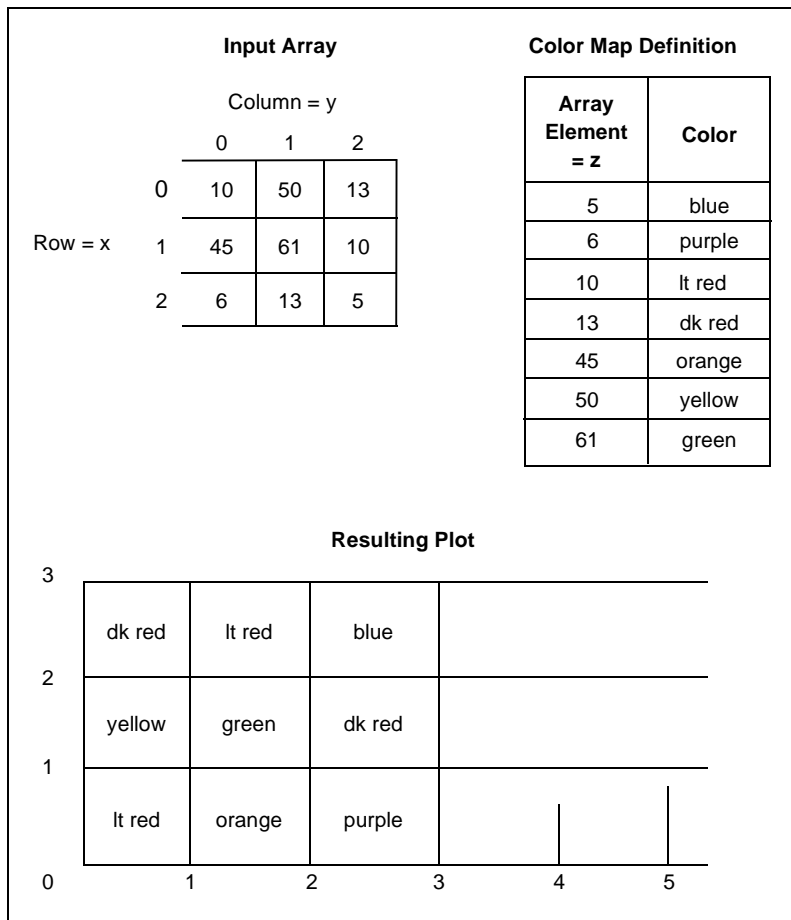 Input Array
Column = y
0 1 2
0 10 50 13
Row = x 1 45 61 10
2 6 13 5
Color Map Definition
Array Element = z Color
5 blue
6 purple
10 lt red
13 dk red
45 orange
50 yellow
61 green
Resulting Plot
3
dk red lt red blue
2
yellow green dk red
1
lt red orange purple
0 1 2 3 4 5